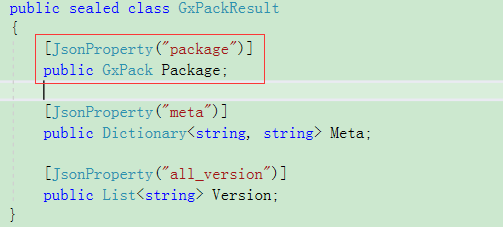 public sealed class GxPackResult
{
[JsonProperty("package")]
public GxPack Package;
[JsonProperty("meta")]
public Dictionary<string, string> Meta;
[JsonProperty("all_version")]
public List<string> Version;
}